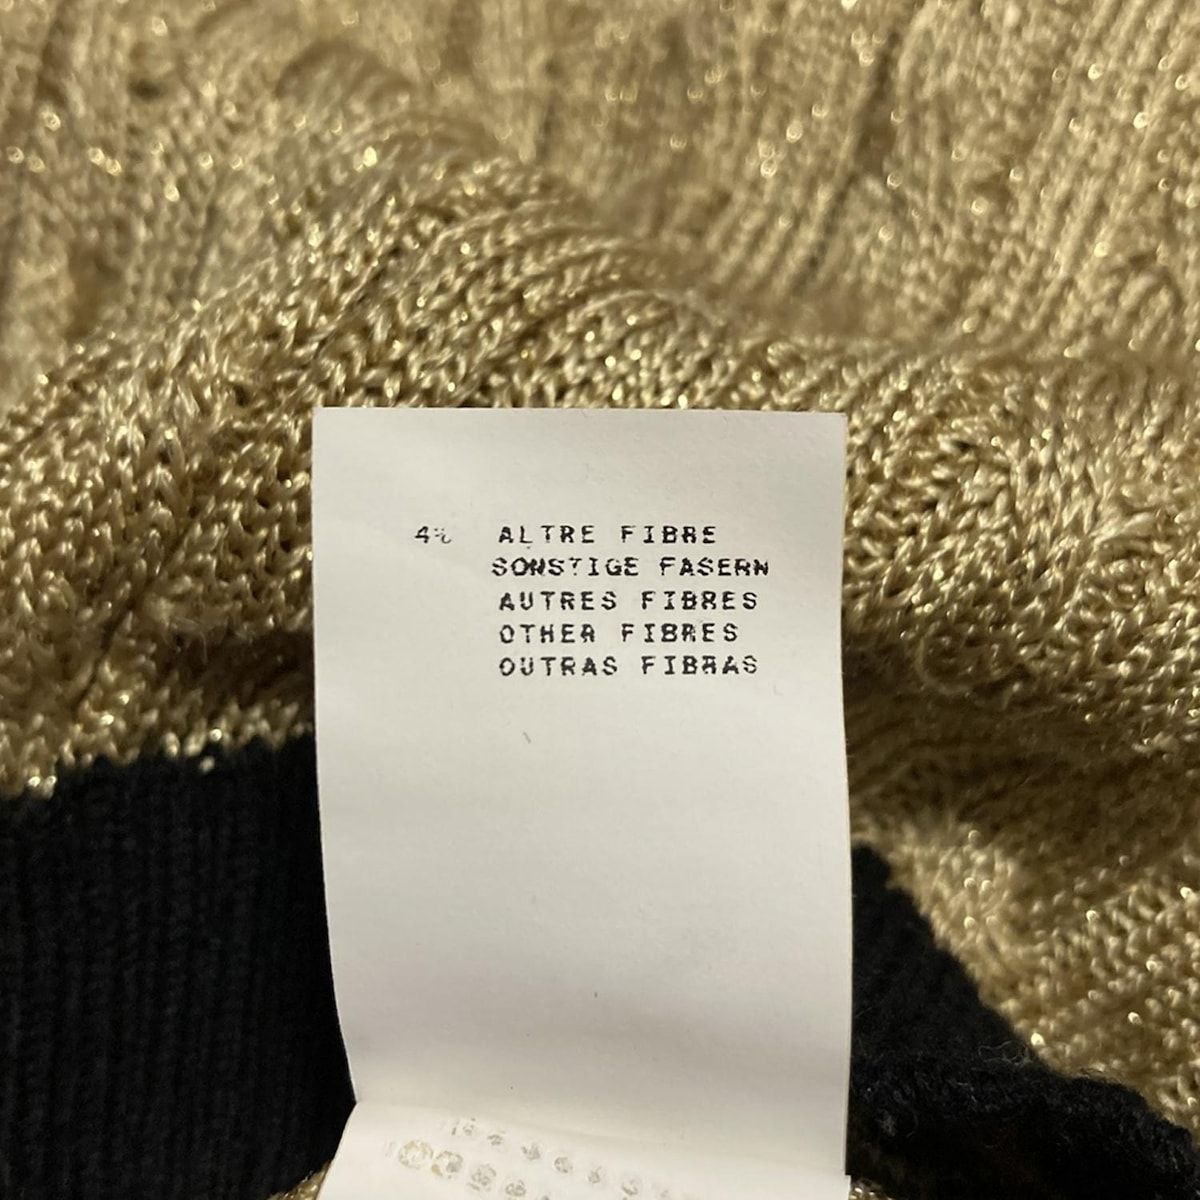 4% ALTRE FIBRE
SONSTIGE FASERN
AUTRES FIBRES
OTHER FIBRES
OUTRAS FIBRAS